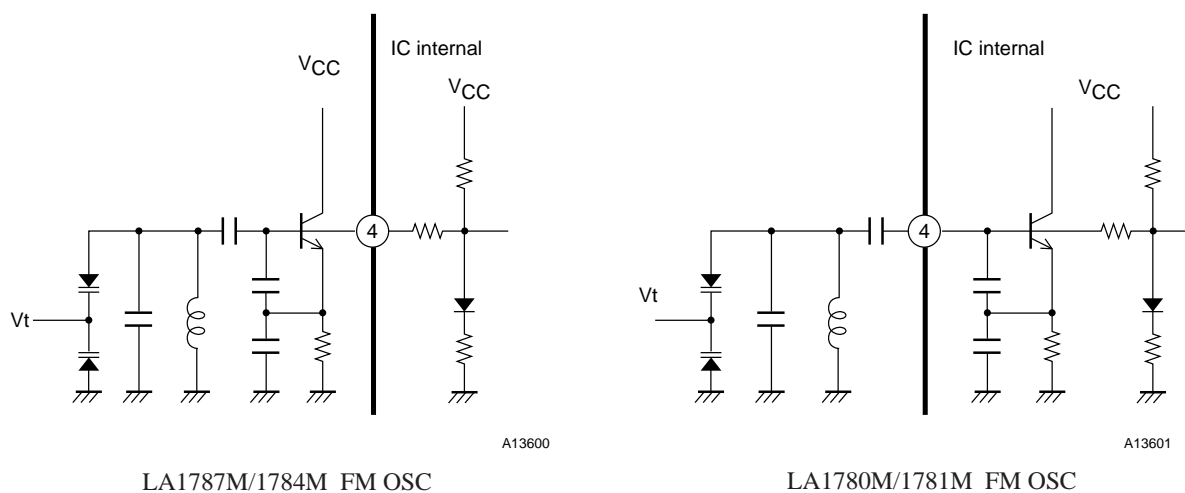 IC internal
VCC
VCC
4
Vt
A13600
LA1787M/1784M FM OSC
IC internal
VCC
4
Vt
A13601
LA1780M/1781M FM OSC